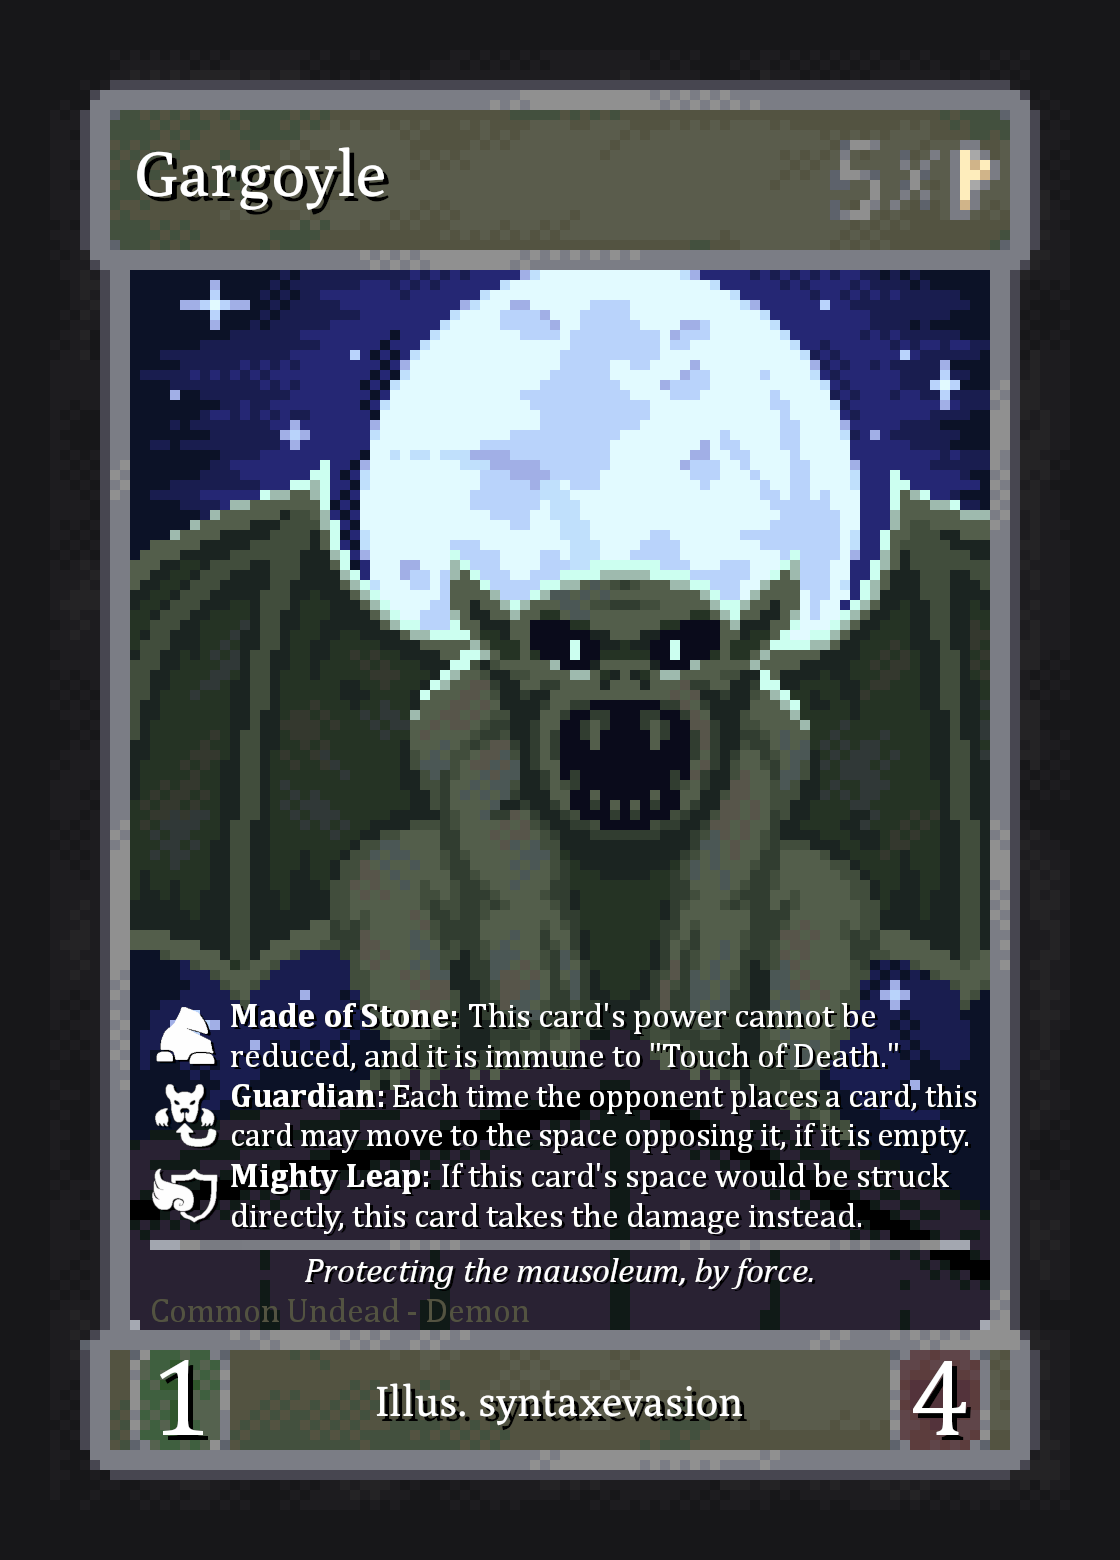 Gargoyle
5x
Made of Stone: This card's power cannot be
reduced, and it is immune to "Touch of Death."
Guardian: Each time the opponent places a card, this
card may move to the space opposing it, if it is empty.
Mighty Leap: If this card's space would be struck
directly, this card takes the damage instead.
Protecting the mausoleum, by force.
Common Undead - Demon
1
Illus. syntaxevasion
4